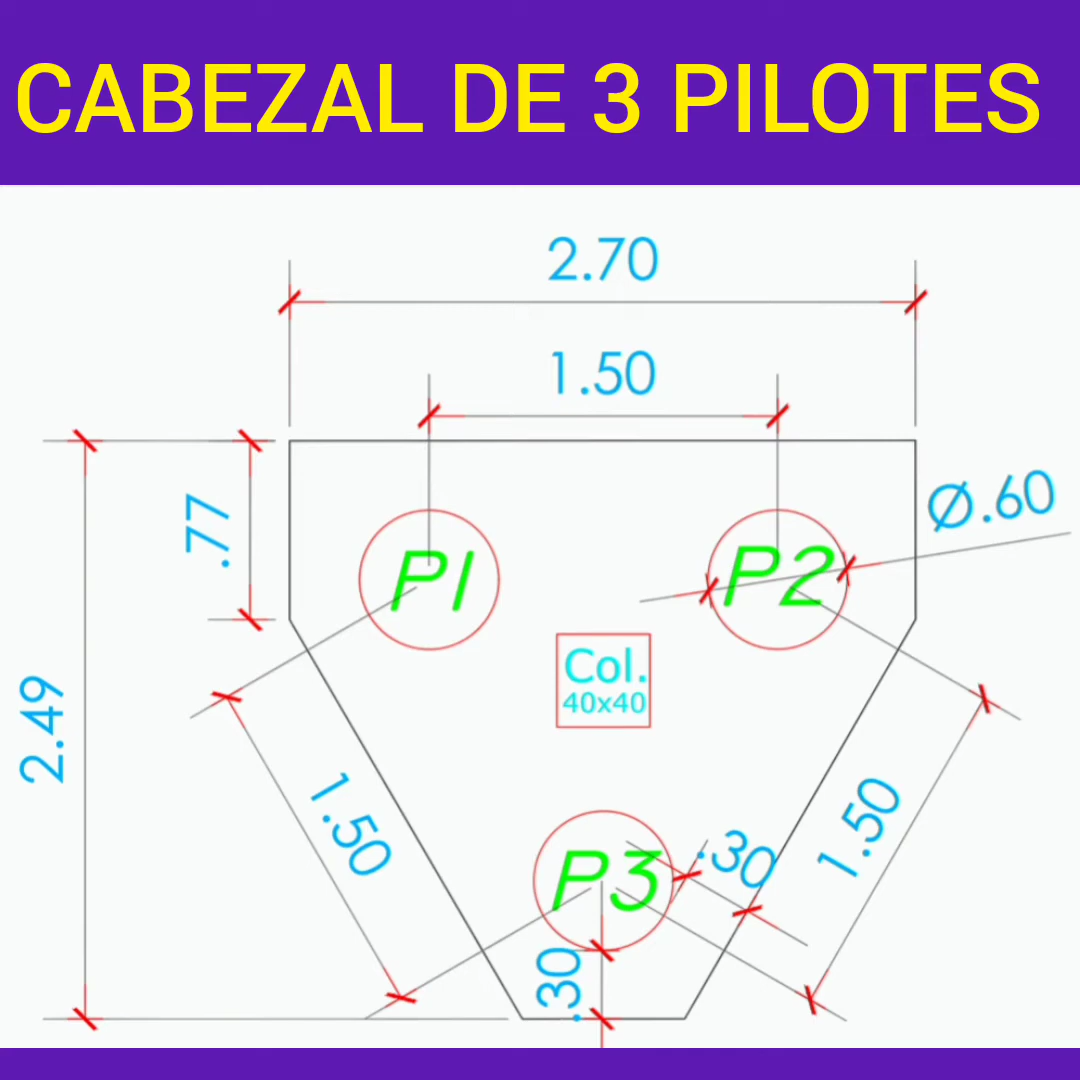 CABEZAL DE 3 PILOTES
2.70
1.50
.77
Ø.60
P1
P2
Col.
40x40
2.49
1.50
1.50
.30
P3
.30